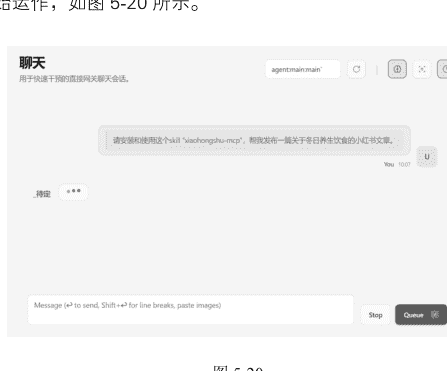 始运作，如图 5-20 所示。
聊天
用于快速干预的直接网关聊天会话。
agent:main:main`
请安装和使用这个skill "xiaohongshu-mcp"，帮我发布一篇关于冬日养生饮食的小红书文章。
U
You 10:07
Message (↵ to send, Shift+↵ for line breaks, paste images)
Stop
Queue
图 5-20